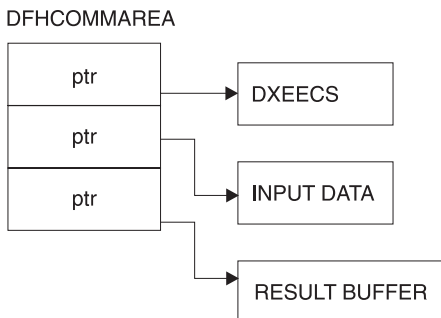 DFHCOMMAREA
ptr
DXEECS
ptr
INPUT DATA
ptr
RESULT BUFFER